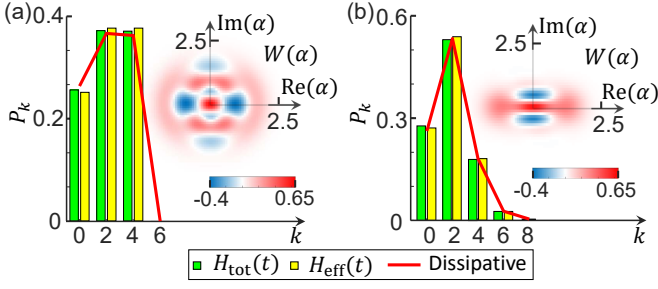 (a)
0.4
0.2
0
P_k
0 2 4 6 k
Im(α)
2.5
W(α)
Re(α)
2.5
-0.4 0.65
(b)
0.6
0.3
0
P_k
0 2 4 6 8 k
Im(α)
2.5
W(α)
Re(α)
2.5
-0.4 0.65
H_tot(t) H_eff(t) Dissipative